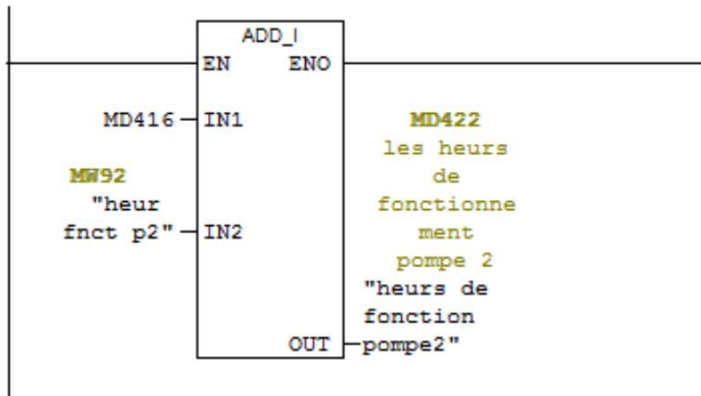 ADD_I
EN ENO
MD416 IN1
MW92
"heur
fnct p2" IN2
MD422
les heurs
de
fonctionne
ment
pompe 2
"heurs de
fonction
OUT pompe2"